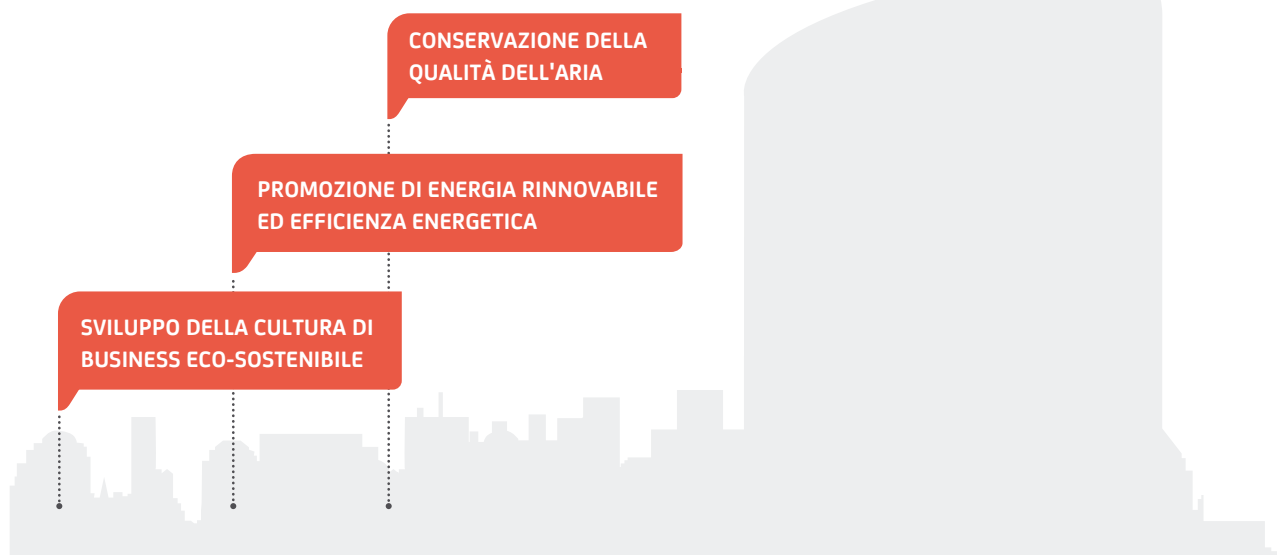 CONSERVAZIONE DELLA
QUALITÀ DELL'ARIA
PROMOZIONE DI ENERGIA RINNOVABILE
ED EFFICIENZA ENERGETICA
SVILUPPO DELLA CULTURA DI
BUSINESS ECO-SOSTENIBILE